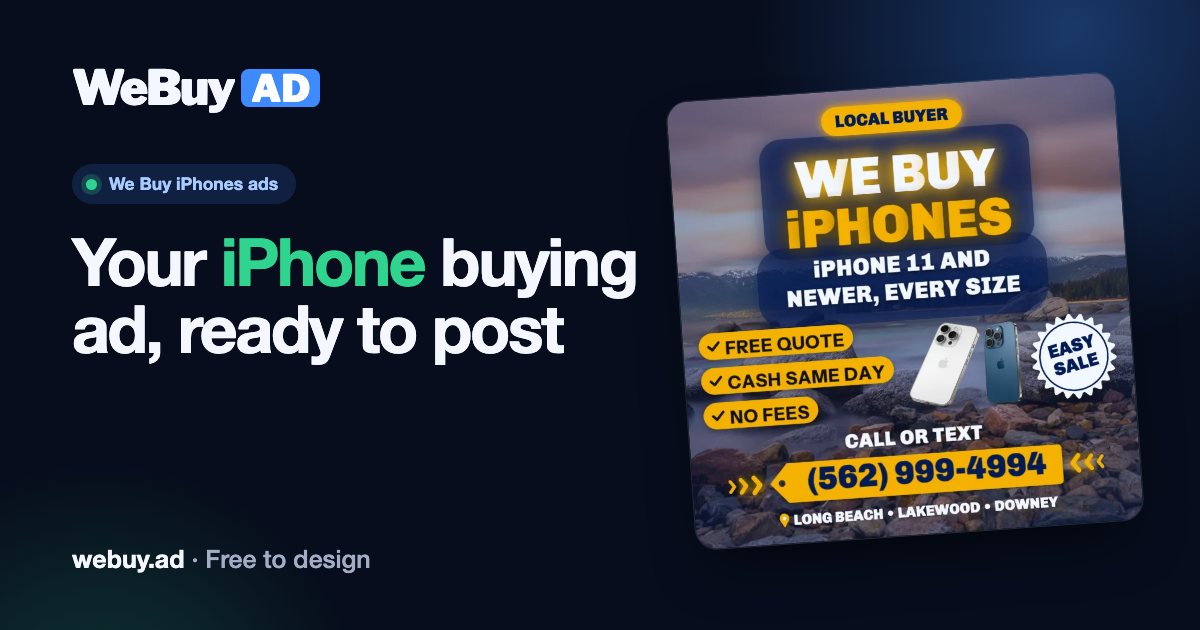 WeBuy AD
We Buy iPhones ads
Your iPhone buying
ad, ready to post
webuy.ad · Free to design
LOCAL BUYER
WE BUY
iPHONES
iPHONE 11 AND
NEWER, EVERY SIZE
FREE QUOTE
CASH SAME DAY
NO FEES
EASY
SALE
CALL OR TEXT
(562) 999-4994
LONG BEACH • LAKEWOOD • DOWNEY